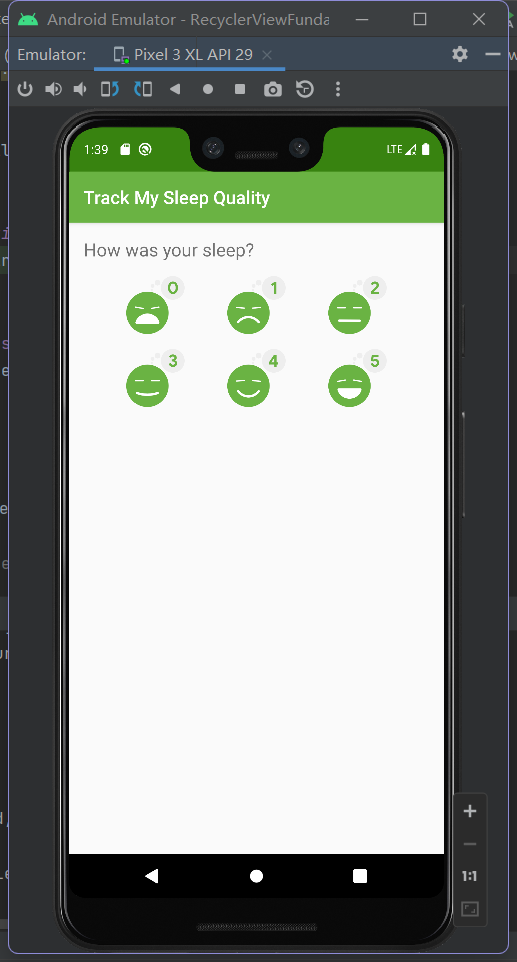 Android Emulator - RecyclerViewFunda
Emulator: Pixel 3 XL API 29
1:39 LTE
Track My Sleep Quality
How was your sleep?
0 1 2
3 4 5
1:1